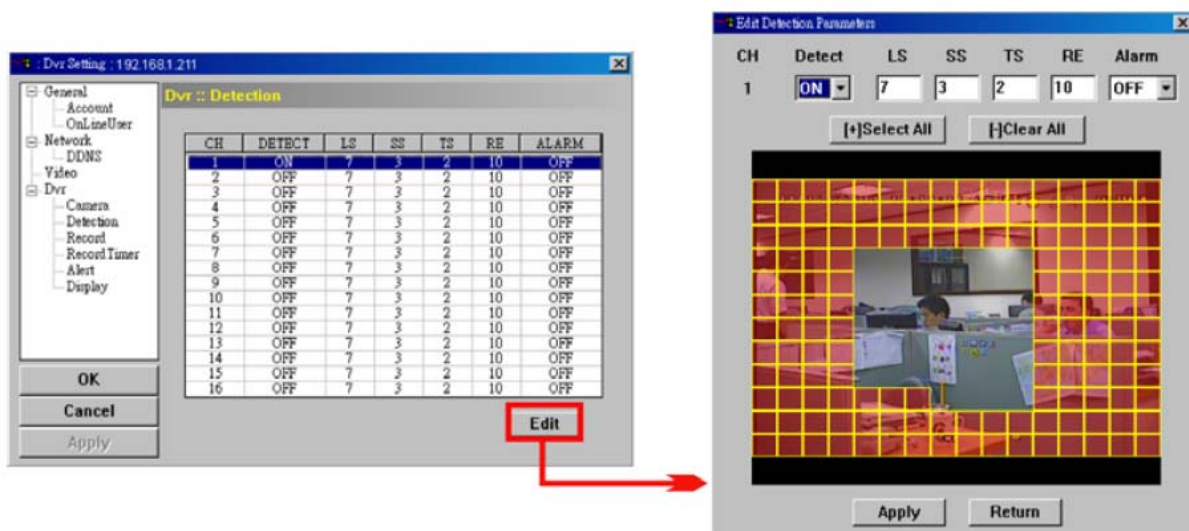 : Dvr Setting : 192.168.1.211
General
Account
OnLineUser
Network
DDNS
Video
Dvr
Camera
Detection
Record
Record Timer
Alert
Display
OK
Cancel
Apply
Dvr :: Detection
CH DETECT LS SS TS RE ALARM
1 ON 7 3 2 10 OFF
2 OFF 7 3 2 10 OFF
3 OFF 7 3 2 10 OFF
4 OFF 7 3 2 10 OFF
5 OFF 7 3 2 10 OFF
6 OFF 7 3 2 10 OFF
7 OFF 7 3 2 10 OFF
8 OFF 7 3 2 10 OFF
9 OFF 7 3 2 10 OFF
10 OFF 7 3 2 10 OFF
11 OFF 7 3 2 10 OFF
12 OFF 7 3 2 10 OFF
13 OFF 7 3 2 10 OFF
14 OFF 7 3 2 10 OFF
15 OFF 7 3 2 10 OFF
16 OFF 7 3 2 10 OFF
Edit
Edit Detection Parameters
CH Detect LS SS TS RE Alarm
1 ON 7 3 2 10 OFF
[+]Select All [-]Clear All
Apply Return